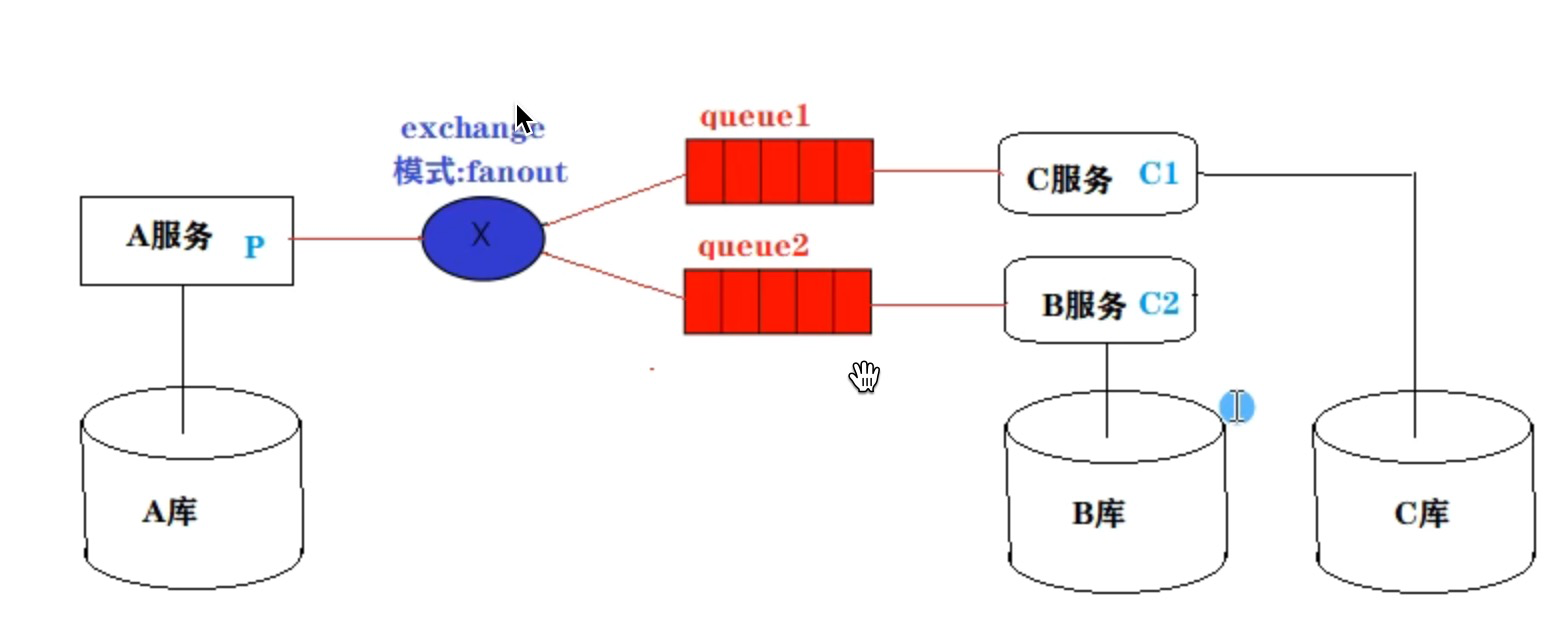 exchange
模式:fanout
queue1
queue2
A服务 P
X
C服务 C1
B服务 C2
A库
B库
C库